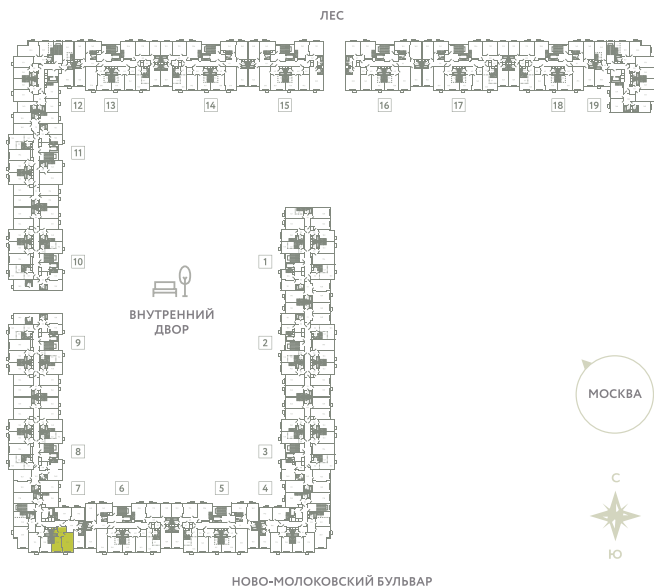 ЛЕС
12 13 14 15 16 17 18 19
11
10 1
ВНУТРЕННИЙ
ДВОР
9 2
МОСКВА
8 3
С
7 6 5 4
Ю
НОВО-МОЛОКОВСКИЙ БУЛЬВАР